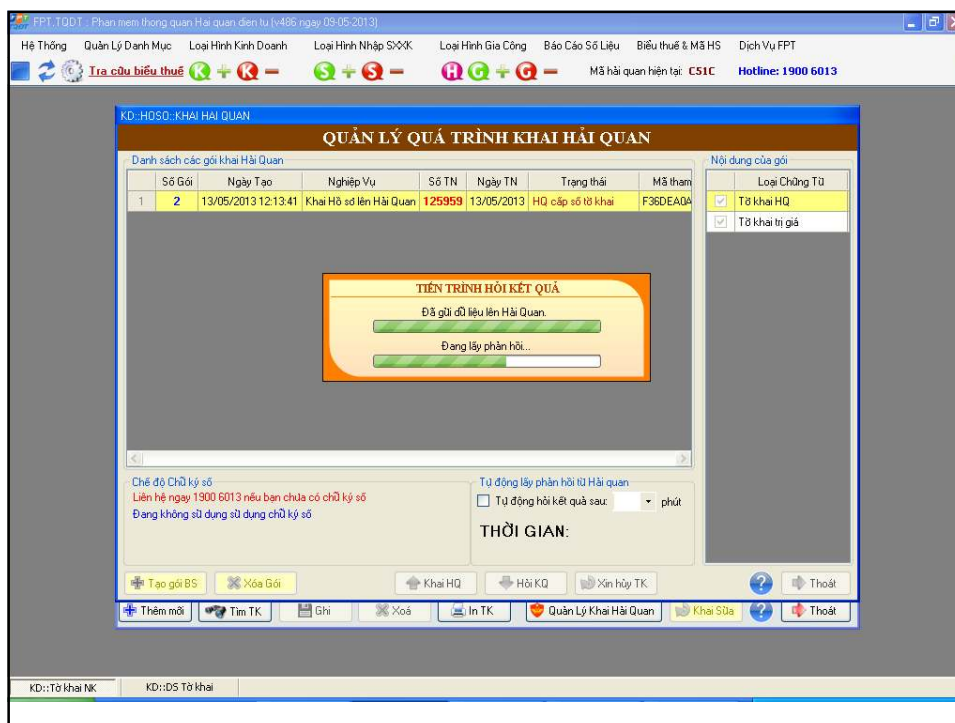 FPT.TQDT : Phan mem thong quan Hai quan dien tu (v486 ngay 09-05-2013)
Hệ Thống Quản Lý Danh Mục Loại Hình Kinh Doanh Loại Hình Nhập SXXK Loại Hình Gia Công Báo Cáo Số Liệu Biểu thuế & Mã HS Dịch Vụ FPT
Tra cứu biểu thuế K + K − S + S − H G + G − Mã hải quan hiện tại: C51C Hotline: 1900 6013
KD::HOSO::KHAI HAI QUAN
QUẢN LÝ QUÁ TRÌNH KHAI HẢI QUAN
Danh sách các gói khai Hải Quan Nội dung của gói
Số Gói Ngày Tạo Nghiệp Vụ Số TN Ngày TN Trạng thái Mã tham Loại Chứng Từ
1 2 13/05/2013 12:13:41 Khai Hồ sơ lên Hải Quan 125959 13/05/2013 HQ cấp số tờ khai F36DEA0A Tờ khai HQ
Tờ khai trị giá
TIẾN TRÌNH HỎI KẾT QUẢ
Đã gửi dữ liệu lên Hải Quan.
Đang lấy phản hồi...
Chế độ Chữ ký số Tự động lấy phản hồi từ Hải quan
Liên hệ ngay 1900 6013 nếu bạn chưa có chữ ký số Tự động hỏi kết quả sau: phút
Đang không sử dụng sử dụng chữ ký số
THỜI GIAN:
Tạo gói BS Xóa Gói Khai HQ Hỏi KQ Xin hủy TK ? Thoát
Thêm mới Tìm TK Ghi Xoá In TK Quản Lý Khai Hải Quan Khai Sửa ? Thoát
KD::Tờ khai NK KD::DS Tờ khai